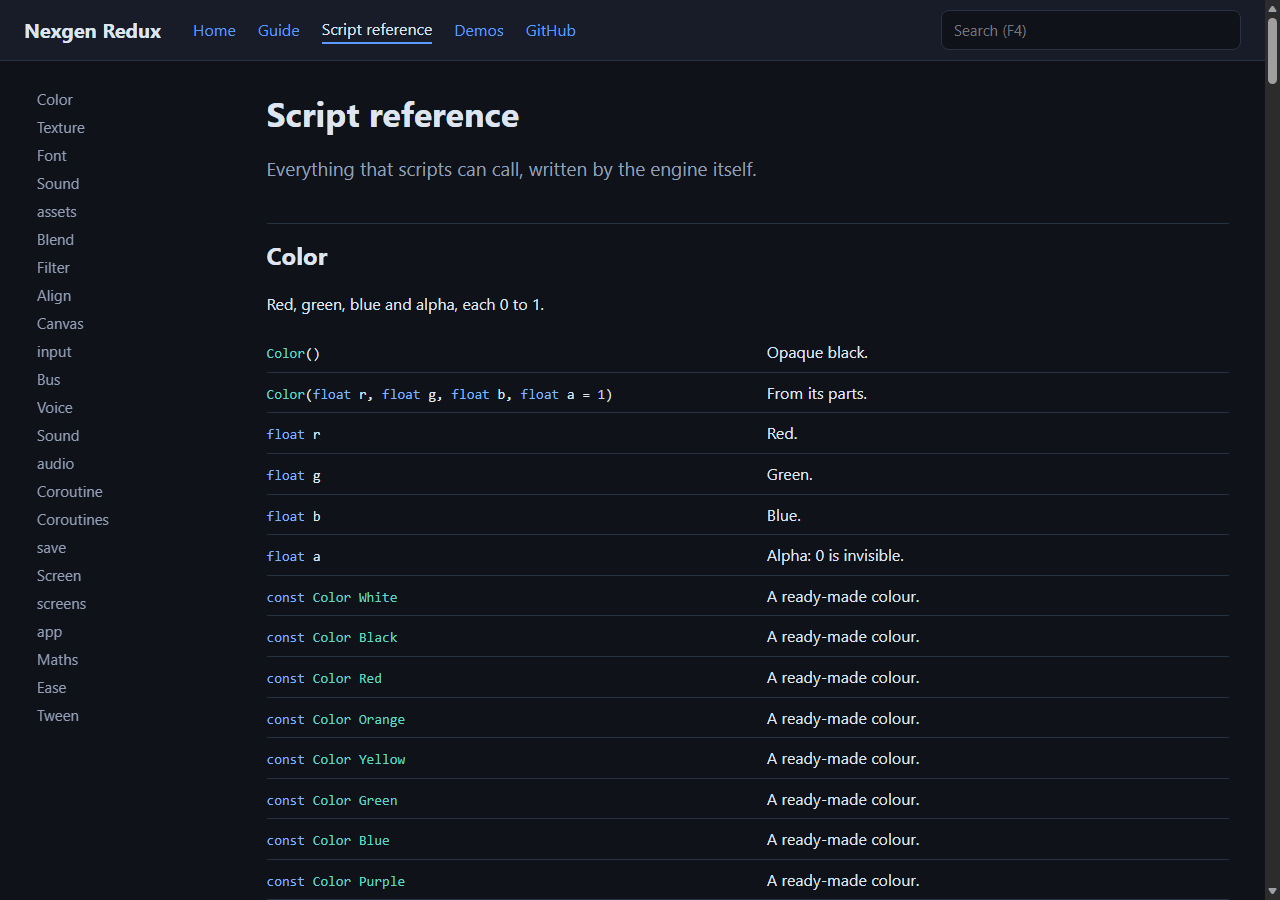 Nexgen Redux Home Guide Script reference Demos GitHub Search (F4)
Color
Texture
Font
Sound
assets
Blend
Filter
Align
Canvas
input
Bus
Voice
Sound
audio
Coroutine
Coroutines
save
Screen
screens
app
Maths
Ease
Tween
Script reference
Everything that scripts can call, written by the engine itself.
Color
Red, green, blue and alpha, each 0 to 1.
Color() Opaque black.
Color(float r, float g, float b, float a = 1) From its parts.
float r Red.
float g Green.
float b Blue.
float a Alpha: 0 is invisible.
const Color White A ready-made colour.
const Color Black A ready-made colour.
const Color Red A ready-made colour.
const Color Orange A ready-made colour.
const Color Yellow A ready-made colour.
const Color Green A ready-made colour.
const Color Blue A ready-made colour.
const Color Purple A ready-made colour.